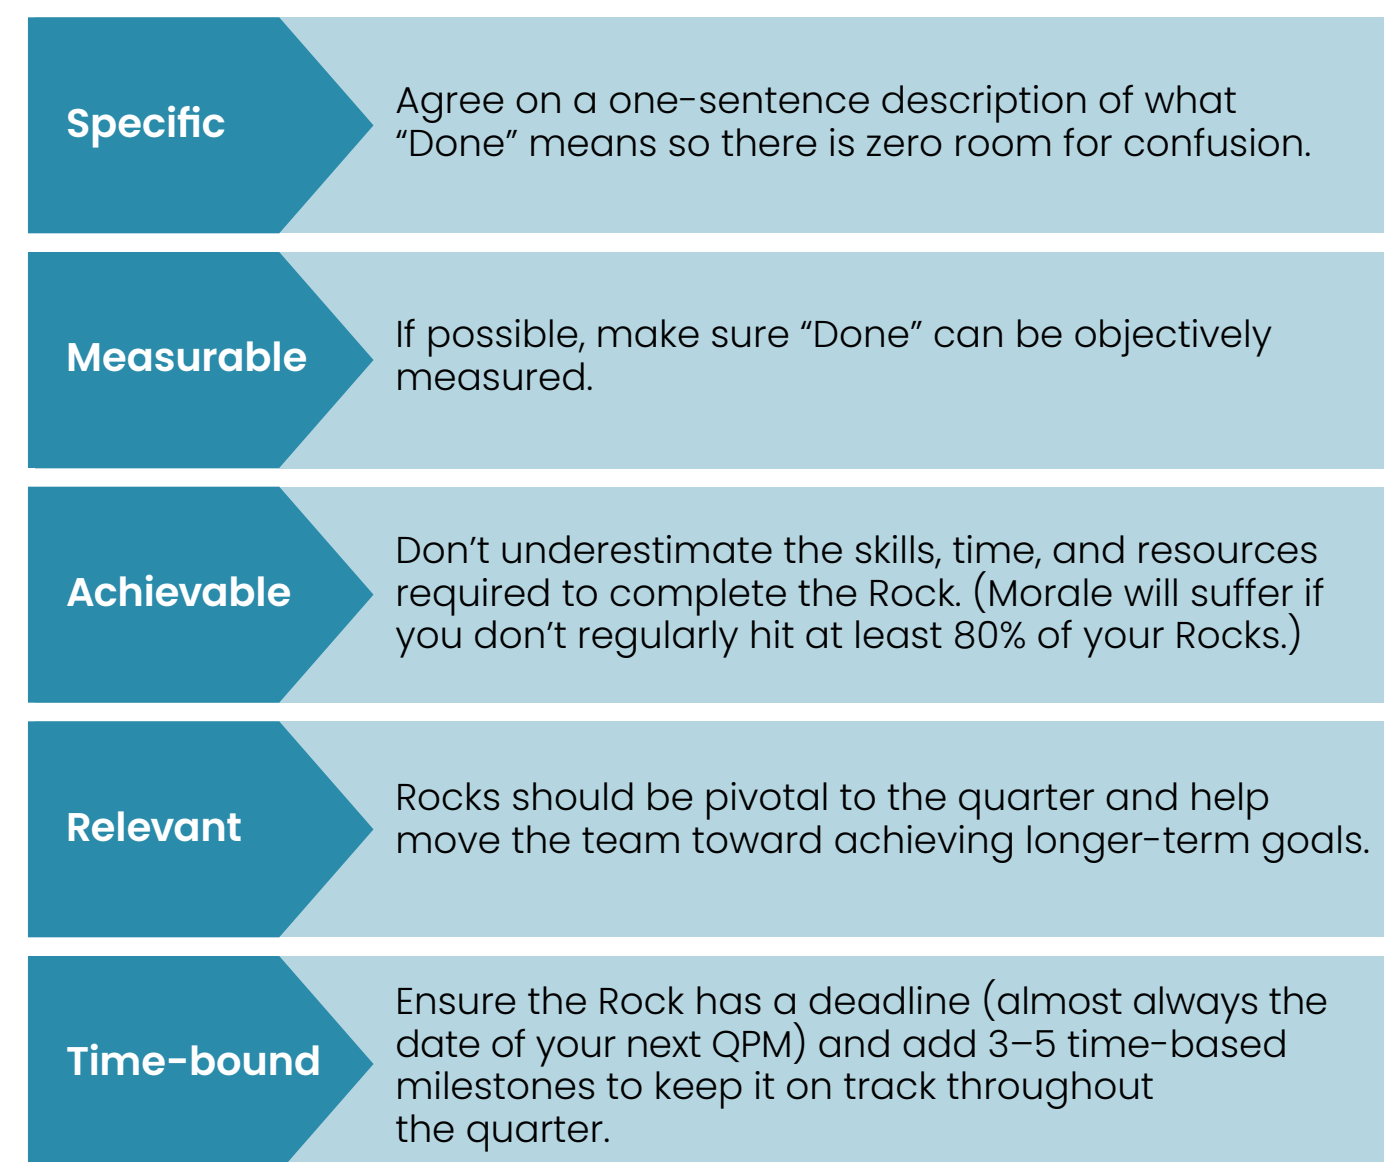 Specific
Agree on a one-sentence description of what
“Done” means so there is zero room for confusion.
Measurable
If possible, make sure “Done” can be objectively
measured.
Achievable
Don’t underestimate the skills, time, and resources
required to complete the Rock. (Morale will suffer if
you don’t regularly hit at least 80% of your Rocks.)
Relevant
Rocks should be pivotal to the quarter and help
move the team toward achieving longer-term goals.
Time-bound
Ensure the Rock has a deadline (almost always the
date of your next QPM) and add 3–5 time-based
milestones to keep it on track throughout
the quarter.